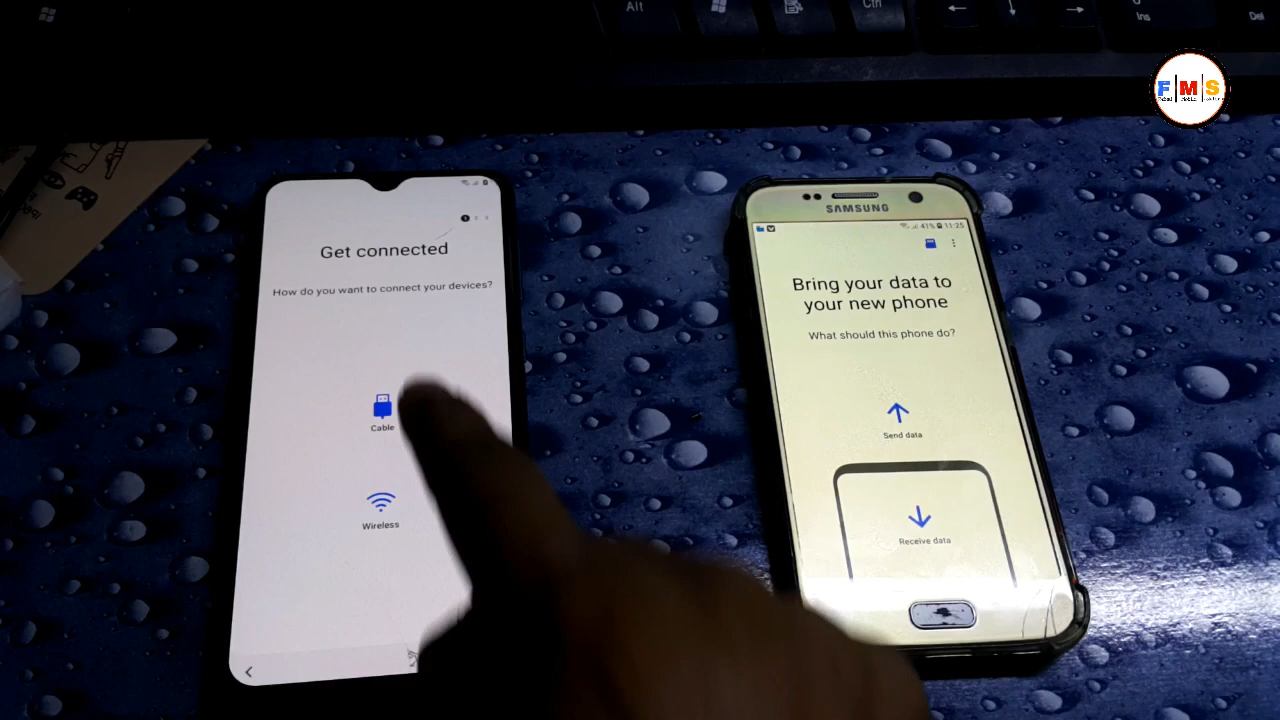 Alt
Ctrl
Ins
Del
F M S
Get connected
How do you want to connect your devices?
Cable
Wireless
SAMSUNG
41% 11:25
Bring your data to
your new phone
What should this phone do?
Send data
Receive data